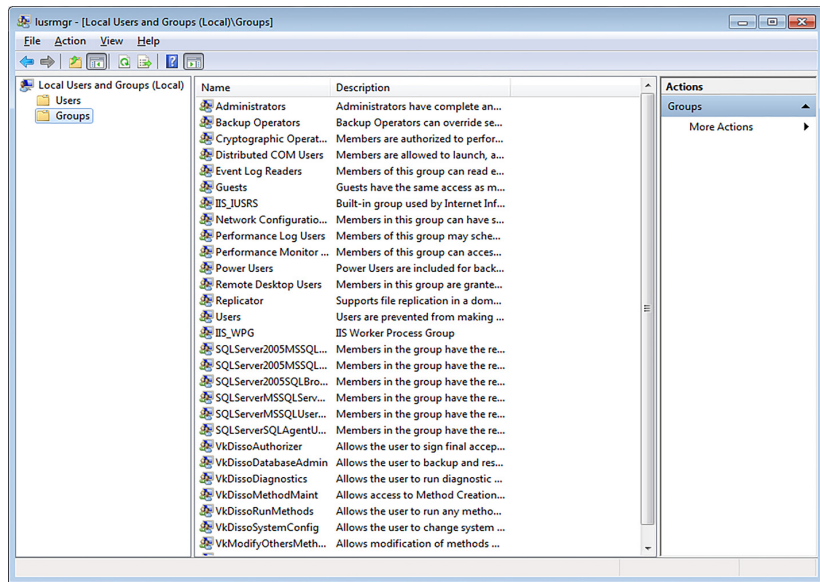 lusrmgr - [Local Users and Groups (Local)\Groups]
File Action View Help
Local Users and Groups (Local)
Users
Groups
Name Description
Administrators Administrators have complete an...
Backup Operators Backup Operators can override se...
Cryptographic Operat... Members are authorized to perfor...
Distributed COM Users Members are allowed to launch, a...
Event Log Readers Members of this group can read e...
Guests Guests have the same access as m...
IIS_IUSRS Built-in group used by Internet Inf...
Network Configuratio... Members in this group can have s...
Performance Log Users Members of this group may sche...
Performance Monitor ... Members of this group can acces...
Power Users Power Users are included for back...
Remote Desktop Users Members in this group are grante...
Replicator Supports file replication in a dom...
Users Users are prevented from making ...
IIS_WPG IIS Worker Process Group
SQLServer2005MSSQL... Members in the group have the re...
SQLServer2005MSSQL... Members in the group have the re...
SQLServer2005SQLBro... Members in the group have the re...
SQLServerMSSQLServ... Members in the group have the re...
SQLServerMSSQLUser... Members in the group have the re...
SQLServerSQLAgentU... Members in the group have the re...
VkDissoAuthorizer Allows the user to sign final accep...
VkDissoDatabaseAdmin Allows the user to backup and res...
VkDissoDiagnostics Allows the user to run diagnostic ...
VkDissoMethodMaint Allows access to Method Creation...
VkDissoRunMethods Allows the user to run any metho...
VkDissoSystemConfig Allows the user to change system ...
VkModifyOthersMeth... Allows modification of methods ...
Actions
Groups
More Actions